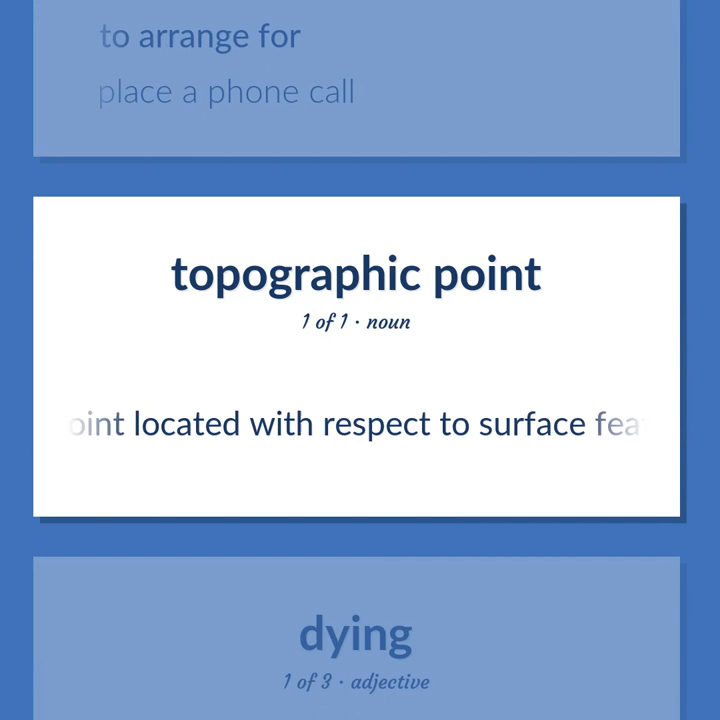 to arrange for
place a phone call
topographic point
1 of 1 · noun
located with respect to surface
dying
1 of 3 · adjective